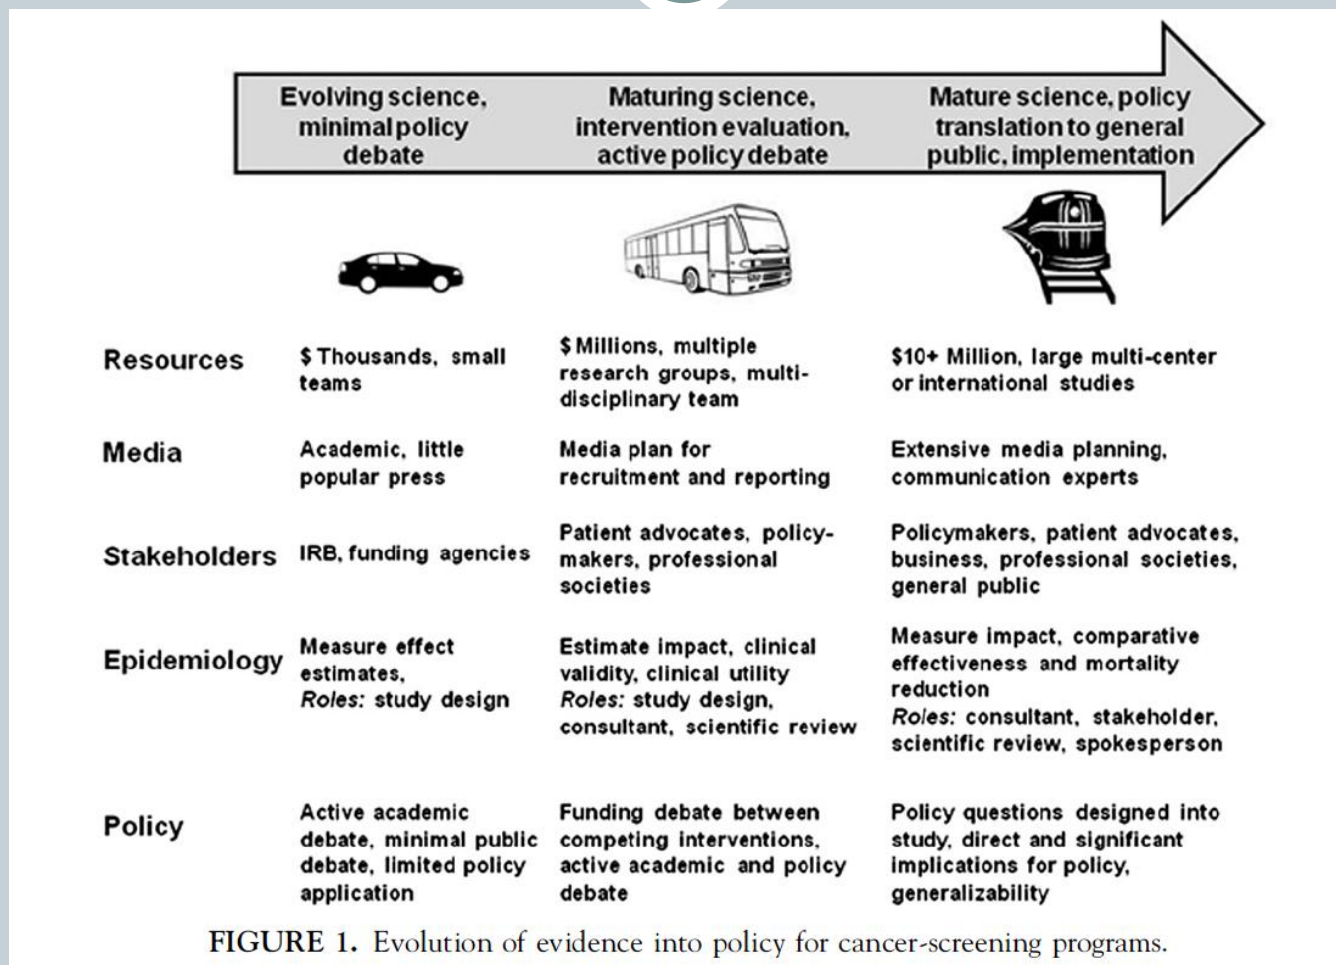 Evolving science,
minimal policy
debate
Maturing science,
intervention evaluation,
active policy debate
Mature science, policy
translation to general
public, implementation
Resources
$ Thousands, small
teams
$ Millions, multiple
research groups, multi-
disciplinary team
$10+ Million, large multi-center
or international studies
Media
Academic, little
popular press
Media plan for
recruitment and reporting
Extensive media planning,
communication experts
Stakeholders
IRB, funding agencies
Patient advocates, policy-
makers, professional
societies
Policymakers, patient advocates,
business, professional societies,
general public
Epidemiology
Measure effect
estimates,
Roles: study design
Estimate impact, clinical
validity, clinical utility
Roles: study design,
consultant, scientific review
Measure impact, comparative
effectiveness and mortality
reduction
Roles: consultant, stakeholder,
scientific review, spokesperson
Policy
Active academic
debate, minimal public
debate, limited policy
application
Funding debate between
competing interventions,
active academic and policy
debate
Policy questions designed into
study, direct and significant
implications for policy,
generalizability
FIGURE 1. Evolution of evidence into policy for cancer-screening programs.